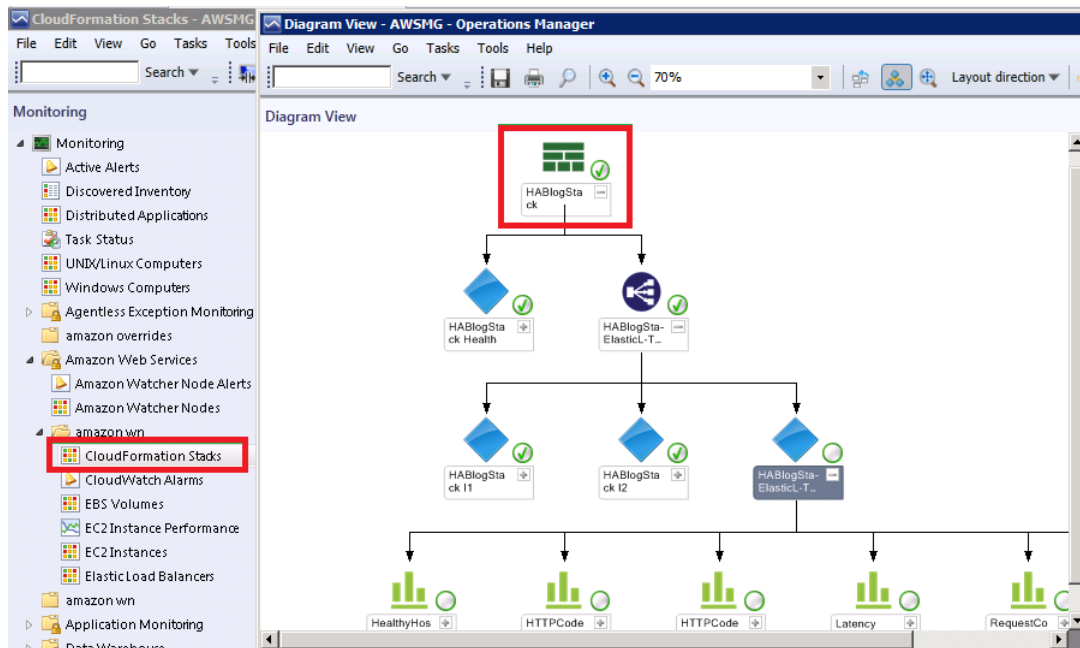 CloudFormation Stacks - AWSMG
File Edit View Go Tasks Tools
Search
Monitoring
Monitoring
Active Alerts
Discovered Inventory
Distributed Applications
Task Status
UNIX/Linux Computers
Windows Computers
Agentless Exception Monitoring
amazon overrides
Amazon Web Services
Amazon Watcher Node Alerts
Amazon Watcher Nodes
amazon wn
CloudFormation Stacks
CloudWatch Alarms
EBS Volumes
EC2 Instance Performance
EC2 Instances
Elastic Load Balancers
amazon wn
Application Monitoring
Data Warehouse
Diagram View - AWSMG - Operations Manager
File Edit View Go Tasks Tools Help
Search 70% Layout direction
Diagram View
HABlogSta
ck
HABlogSta
ck Health
HABlogSta-
ElasticL-T...
HABlogSta
ck I1
HABlogSta
ck I2
HABlogSta-
ElasticL-T...
HealthyHos
HTTPCode
HTTPCode
Latency
RequestCo